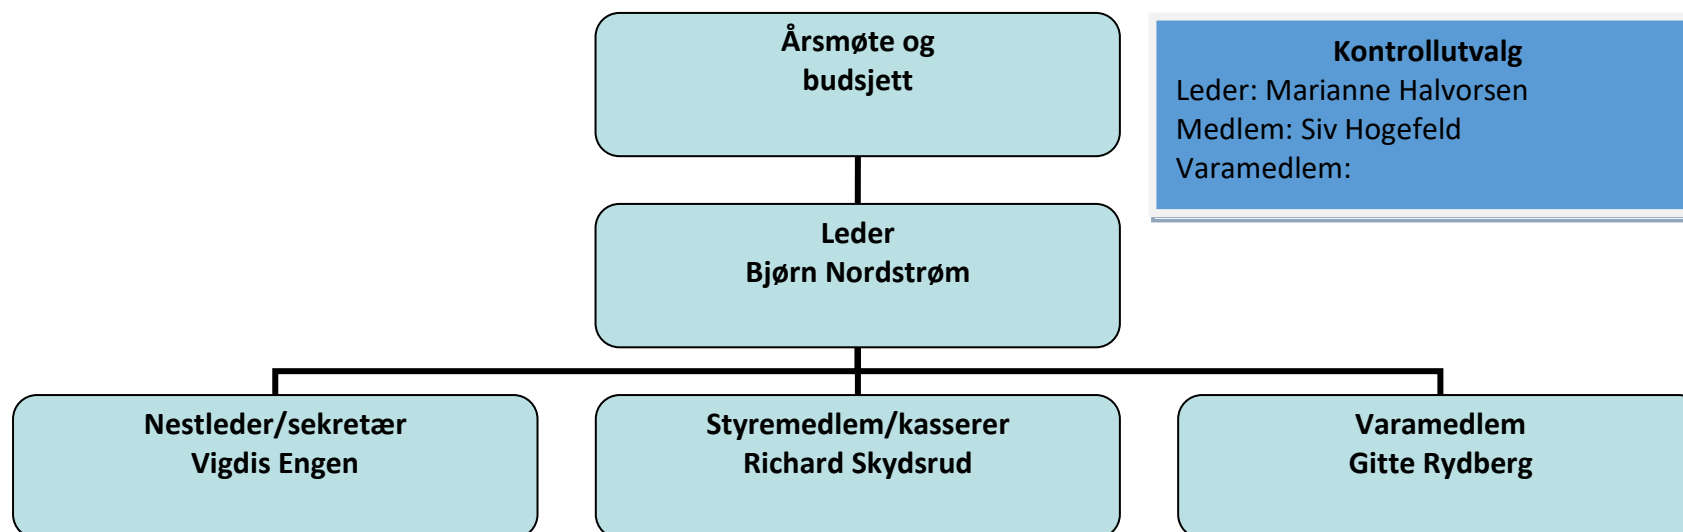 Årsmøte og
budsjett
Kontrollutvalg
Leder: Marianne Halvorsen
Medlem: Siv Hogefeld
Varamedlem:
Leder
Bjørn Nordstrøm
Nestleder/sekretær
Vigdis Engen
Styremedlem/kasserer
Richard Skydsrud
Varamedlem
Gitte Rydberg